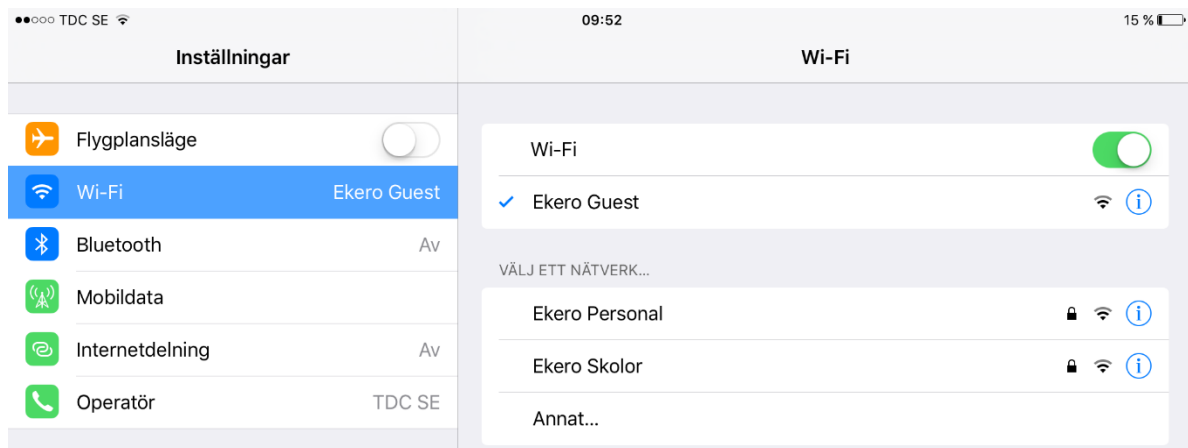 TDC SE
09:52
15 %
Inställningar
Wi-Fi
Flygplansläge
Wi-Fi Ekero Guest
Bluetooth Av
Mobildata
Internetdelning Av
Operatör TDC SE
Wi-Fi
Ekero Guest
VÄLJ ETT NÄTVERK...
Ekero Personal
Ekero Skolor
Annat...